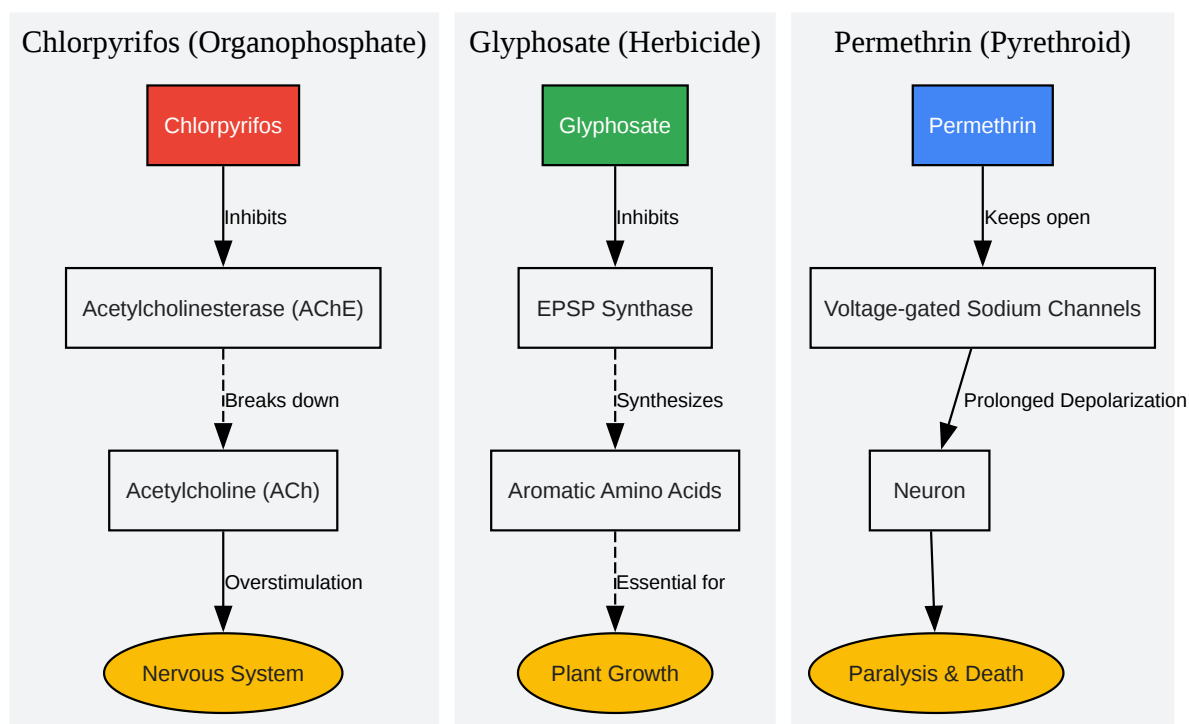 Chlorpyrifos (Organophosphate)
Chlorpyrifos
Inhibits
Acetylcholinesterase (AChE)
Breaks down
Acetylcholine (ACh)
Overstimulation
Nervous System
Glyphosate (Herbicide)
Glyphosate
Inhibits
EPSP Synthase
Synthesizes
Aromatic Amino Acids
Essential for
Plant Growth
Permethrin (Pyrethroid)
Permethrin
Keeps open
Voltage-gated Sodium Channels
Prolonged Depolarization
Neuron
Paralysis & Death